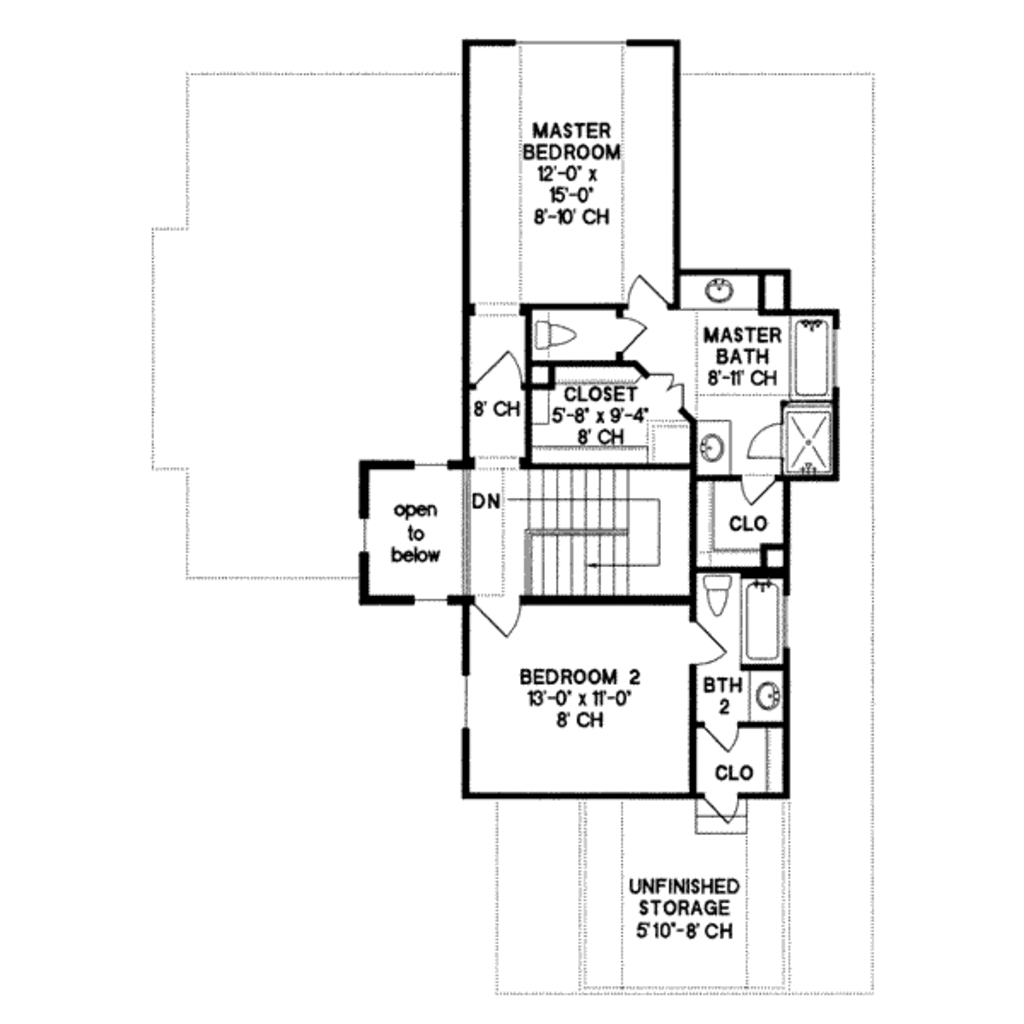 MASTER
BEDROOM
12'-0" x
15'-0"
8'-10' CH
MASTER
BATH
8'-11' CH
8' CH
CLOSET
5'-8" x 9'-4"
8' CH
DN
open
to
below
CLO
BEDROOM 2
13'-0" x 11'-0"
8' CH
BTH
2
CLO
UNFINISHED
STORAGE
5'10"-8' CH